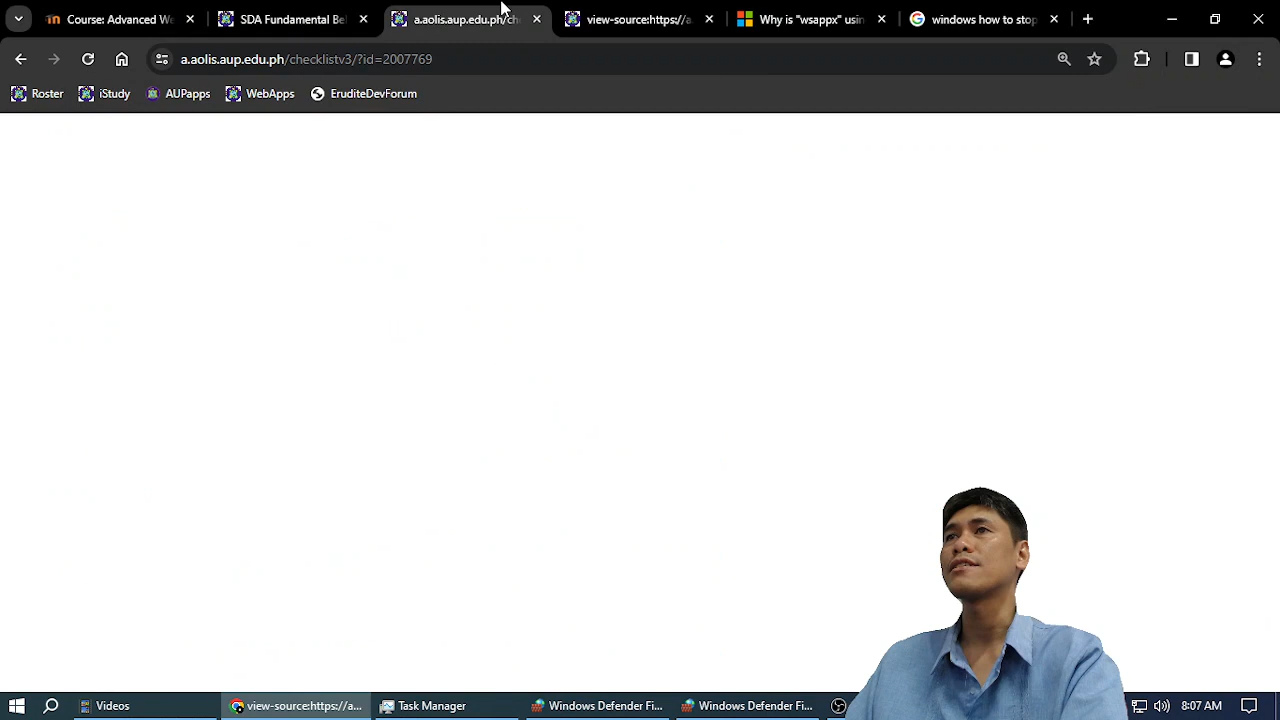 Course: Advanced We
SDA Fundamental Bel
a.aolis.aup.edu.ph/che
view-source:https://a.
Why is "wsappx" usin
windows how to stop
a.aolis.aup.edu.ph/checklistv3/?id=2007769
Roster
iStudy
AUPapps
WebApps
EruditeDevForum
Videos
view-source:https://a...
Task Manager
Windows Defender Fi...
Windows Defender Fi...
8:07 AM